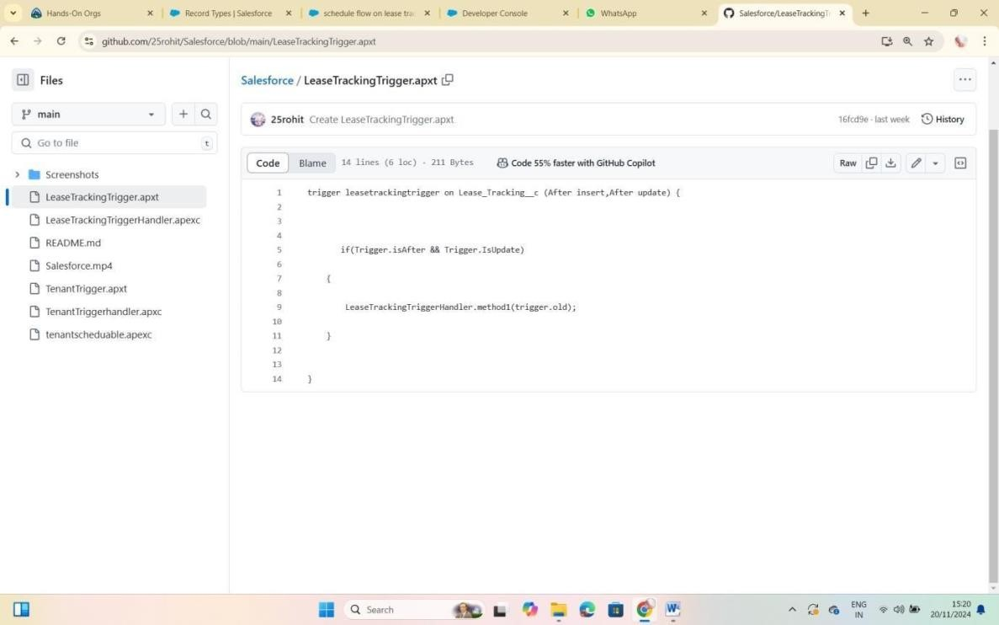 Hands-On Orgs
Record Types | Salesforce
schedule flow on lease trac
Developer Console
WhatsApp
Salesforce/LeaseTrackingTr
github.com/25rohit/Salesforce/blob/main/LeaseTrackingTrigger.apxt
Files
main
Go to file
t
Screenshots
LeaseTrackingTrigger.apxt
LeaseTrackingTriggerHandler.apexc
README.md
Salesforce.mp4
TenantTrigger.apxt
TenantTriggerhandler.apxc
tenantscheduable.apexc
Salesforce / LeaseTrackingTrigger.apxt
25rohit Create LeaseTrackingTrigger.apxt
16fcd9e · last week History
Code Blame 14 lines (6 loc) · 211 Bytes Code 55% faster with GitHub Copilot Raw
1 trigger leasetrackingtrigger on Lease_Tracking__c (After insert,After update) {
2
3
4
5 if(Trigger.isAfter && Trigger.IsUpdate)
6
7 {
8
9 LeaseTrackingTriggerHandler.method1(trigger.old);
10
11 }
12
13
14 }
Search
ENG
IN
15:20
20/11/2024